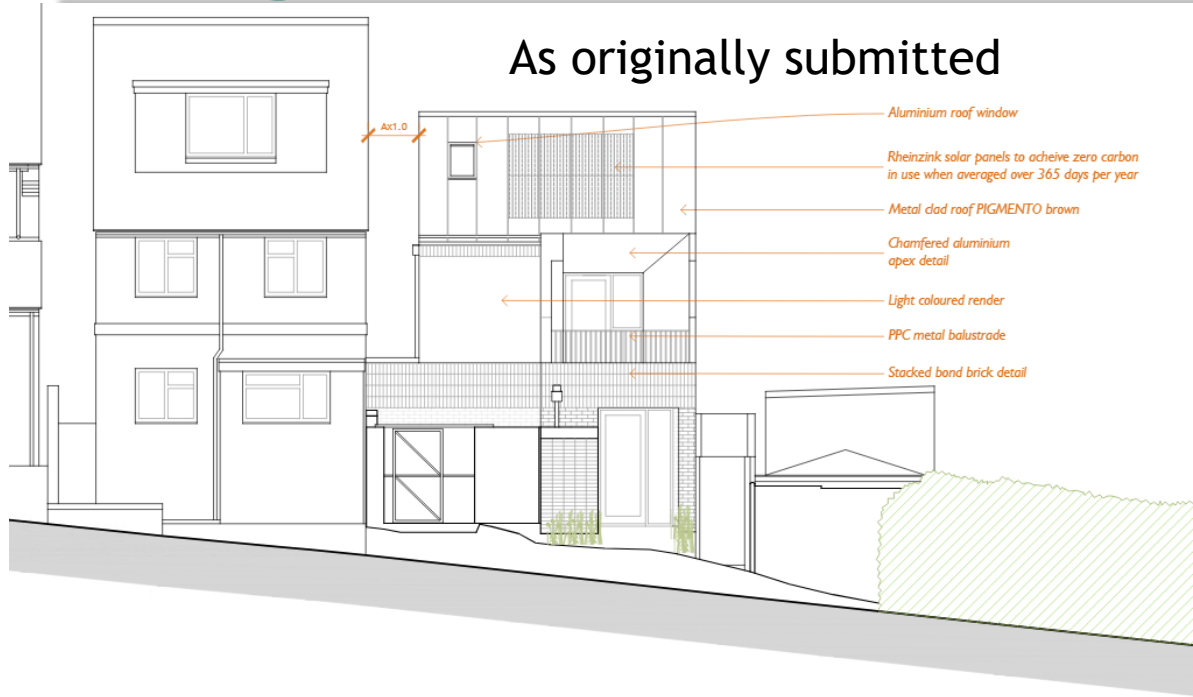 As originally submitted
Aluminium roof window
Ax1.0
Rheinzink solar panels to acheive zero carbon
in use when averaged over 365 days per year
Metal clad roof PIGMENTO brown
Chamfered aluminium
apex detail
Light coloured render
PPC metal balustrade
Stacked bond brick detail